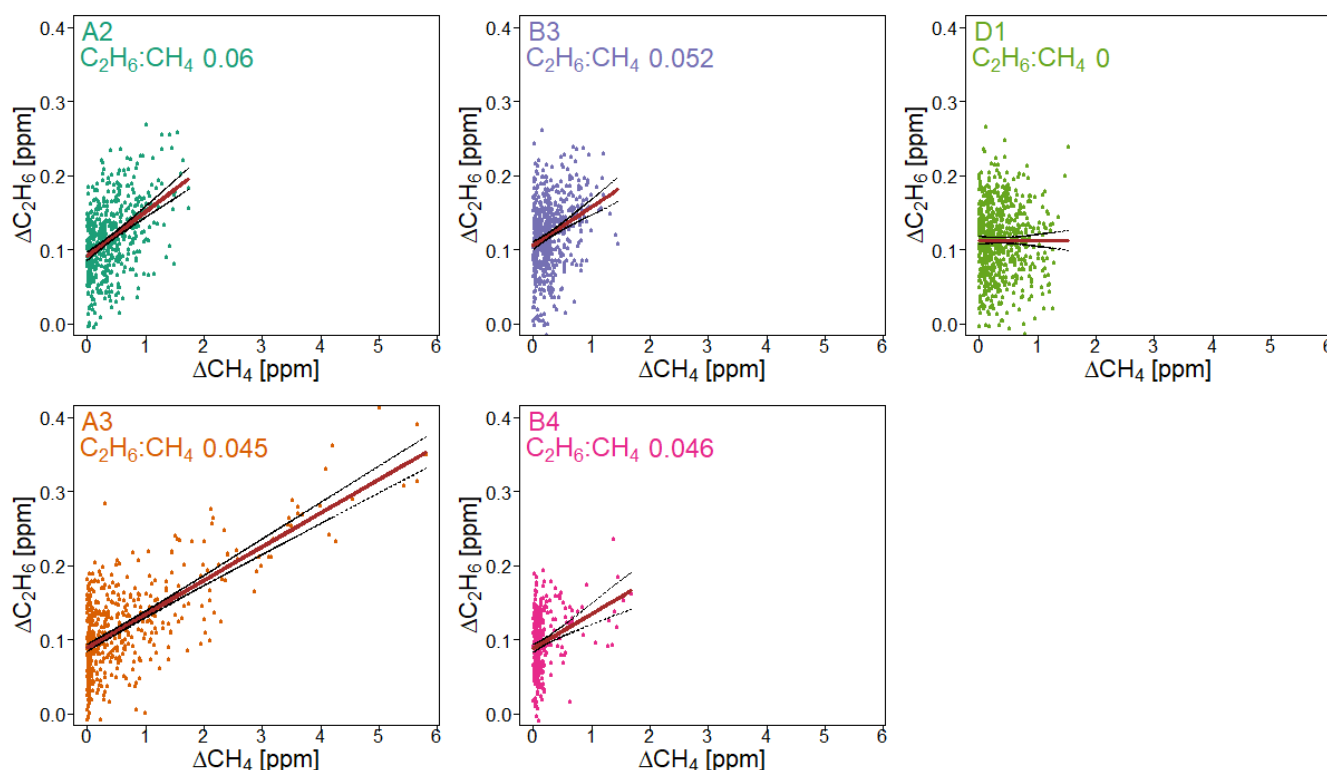 A2
C₂H₆:CH₄ 0.06
ΔC₂H₆ [ppm]
0.4
0.3
0.2
0.1
0.0
0 1 2 3 4 5 6
ΔCH₄ [ppm]
B3
C₂H₆:CH₄ 0.052
ΔC₂H₆ [ppm]
0.4
0.3
0.2
0.1
0.0
0 1 2 3 4 5 6
ΔCH₄ [ppm]
D1
C₂H₆:CH₄ 0
ΔC₂H₆ [ppm]
0.4
0.3
0.2
0.1
0.0
0 1 2 3 4 5 6
ΔCH₄ [ppm]
A3
C₂H₆:CH₄ 0.045
ΔC₂H₆ [ppm]
0.4
0.3
0.2
0.1
0.0
0 1 2 3 4 5 6
ΔCH₄ [ppm]
B4
C₂H₆:CH₄ 0.046
ΔC₂H₆ [ppm]
0.4
0.3
0.2
0.1
0.0
0 1 2 3 4 5 6
ΔCH₄ [ppm]